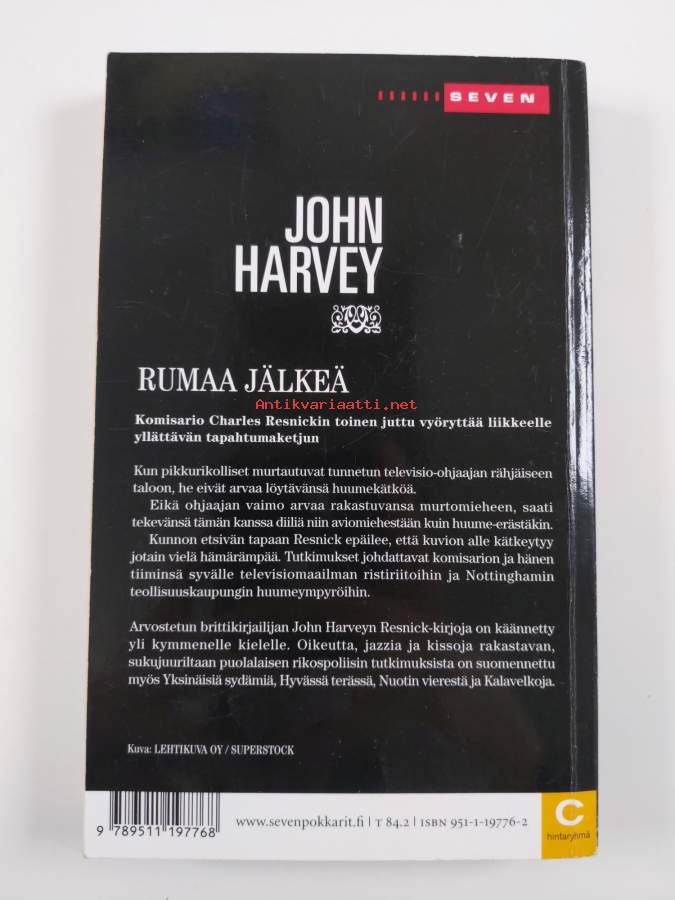 SEVEN
JOHN
HARVEY
RUMAA JÄLKEÄ
Antikvariaatti.net
Komisario Charles Resnickin toinen juttu vyöryttää liikkeelle
yllättävän tapahtumaketjun
Kun pikkurikolliset murtautuvat tunnetun televisio-ohjaajan rähjäiseen
taloon, he eivät arvaa löytävänsä huumekätköä.
Eikä ohjaajan vaimo arvaa rakastuvansa murtomieheen, saati
tekevänsä tämän kanssa diiliä niin aviomiehestään kuin huume-erästäkin.
Kunnon etsivän tapaan Resnick epäilee, että kuvion alle kätkeytyy
jotain vielä hämärämpää. Tutkimukset johdattavat komisarion ja hänen
tiiminsä syvälle televisiomaailman ristiriitoihin ja Nottinghamin
teollisuuskaupungin huumeympyröihin.
Arvostetun brittikirjailijan John Harveyn Resnick-kirjoja on käännetty
yli kymmenelle kielelle. Oikeutta, jazzia ja kissoja rakastavan,
sukujuuriltaan puolalaisen rikospoliisin tutkimuksista on suomennettu
myös Yksinäisiä sydämiä, Hyvässä terässä, Nuotin vierestä ja Kalavelkoja.
Kuva: LEHTIKUVA OY / SUPERSTOCK
9 789511 197768
www.sevenpokkarit.fi | T 84.2 | ISBN 951-1-19776-2
C
hintaryhmä